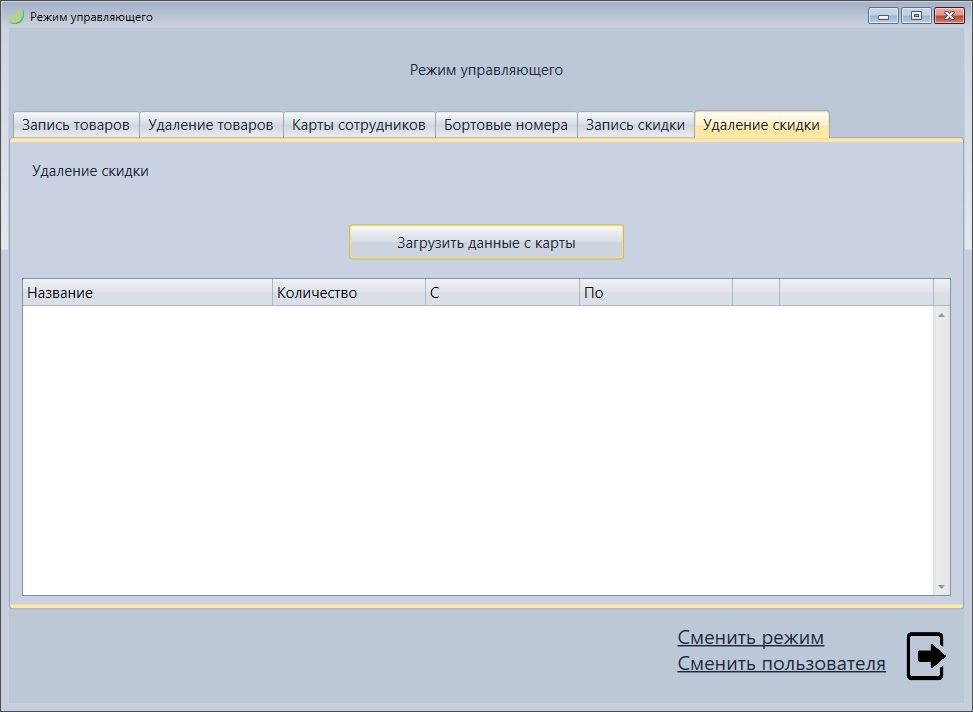 Режим управляющего
Режим управляющего
Запись товаров Удаление товаров Карты сотрудников Бортовые номера Запись скидки Удаление скидки
Удаление скидки
Загрузить данные с карты
Название Количество С По
Сменить режим
Сменить пользователя